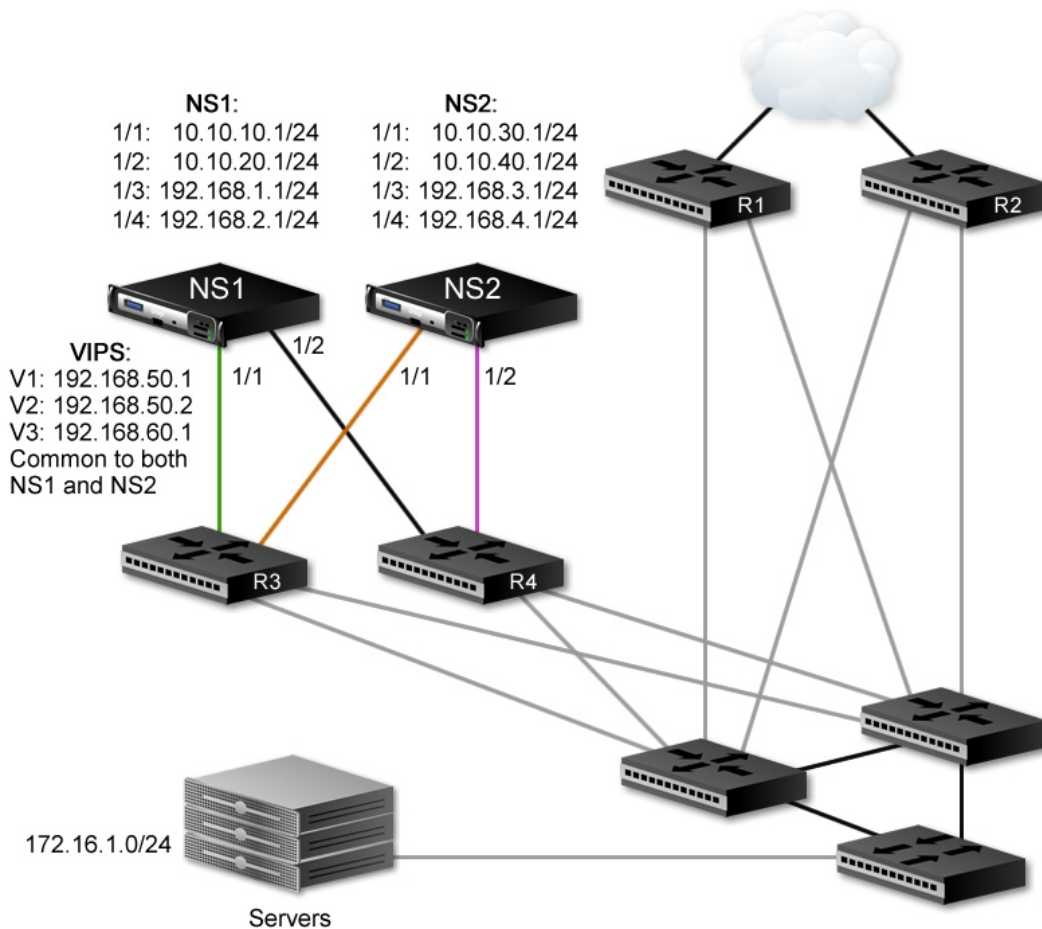 NS1:
1/1: 10.10.10.1/24
1/2: 10.10.20.1/24
1/3: 192.168.1.1/24
1/4: 192.168.2.1/24
NS2:
1/1: 10.10.30.1/24
1/2: 10.10.40.1/24
1/3: 192.168.3.1/24
1/4: 192.168.4.1/24
R1
R2
NS1
NS2
1/2
1/1
1/1
1/2
VIPS:
V1: 192.168.50.1
V2: 192.168.50.2
V3: 192.168.60.1
Common to both
NS1 and NS2
R3
R4
172.16.1.0/24
Servers